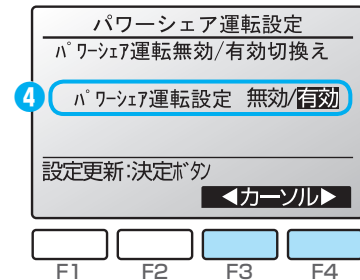 パワーシェア運転設定
ﾊﾟﾜｰｼｪｱ運転無効/有効切換え
4 ﾊﾟﾜｰｼｪｱ運転設定 無効/有効
設定更新:決定ﾎﾞﾀﾝ
◀カーソル▶
F1 F2 F3 F4